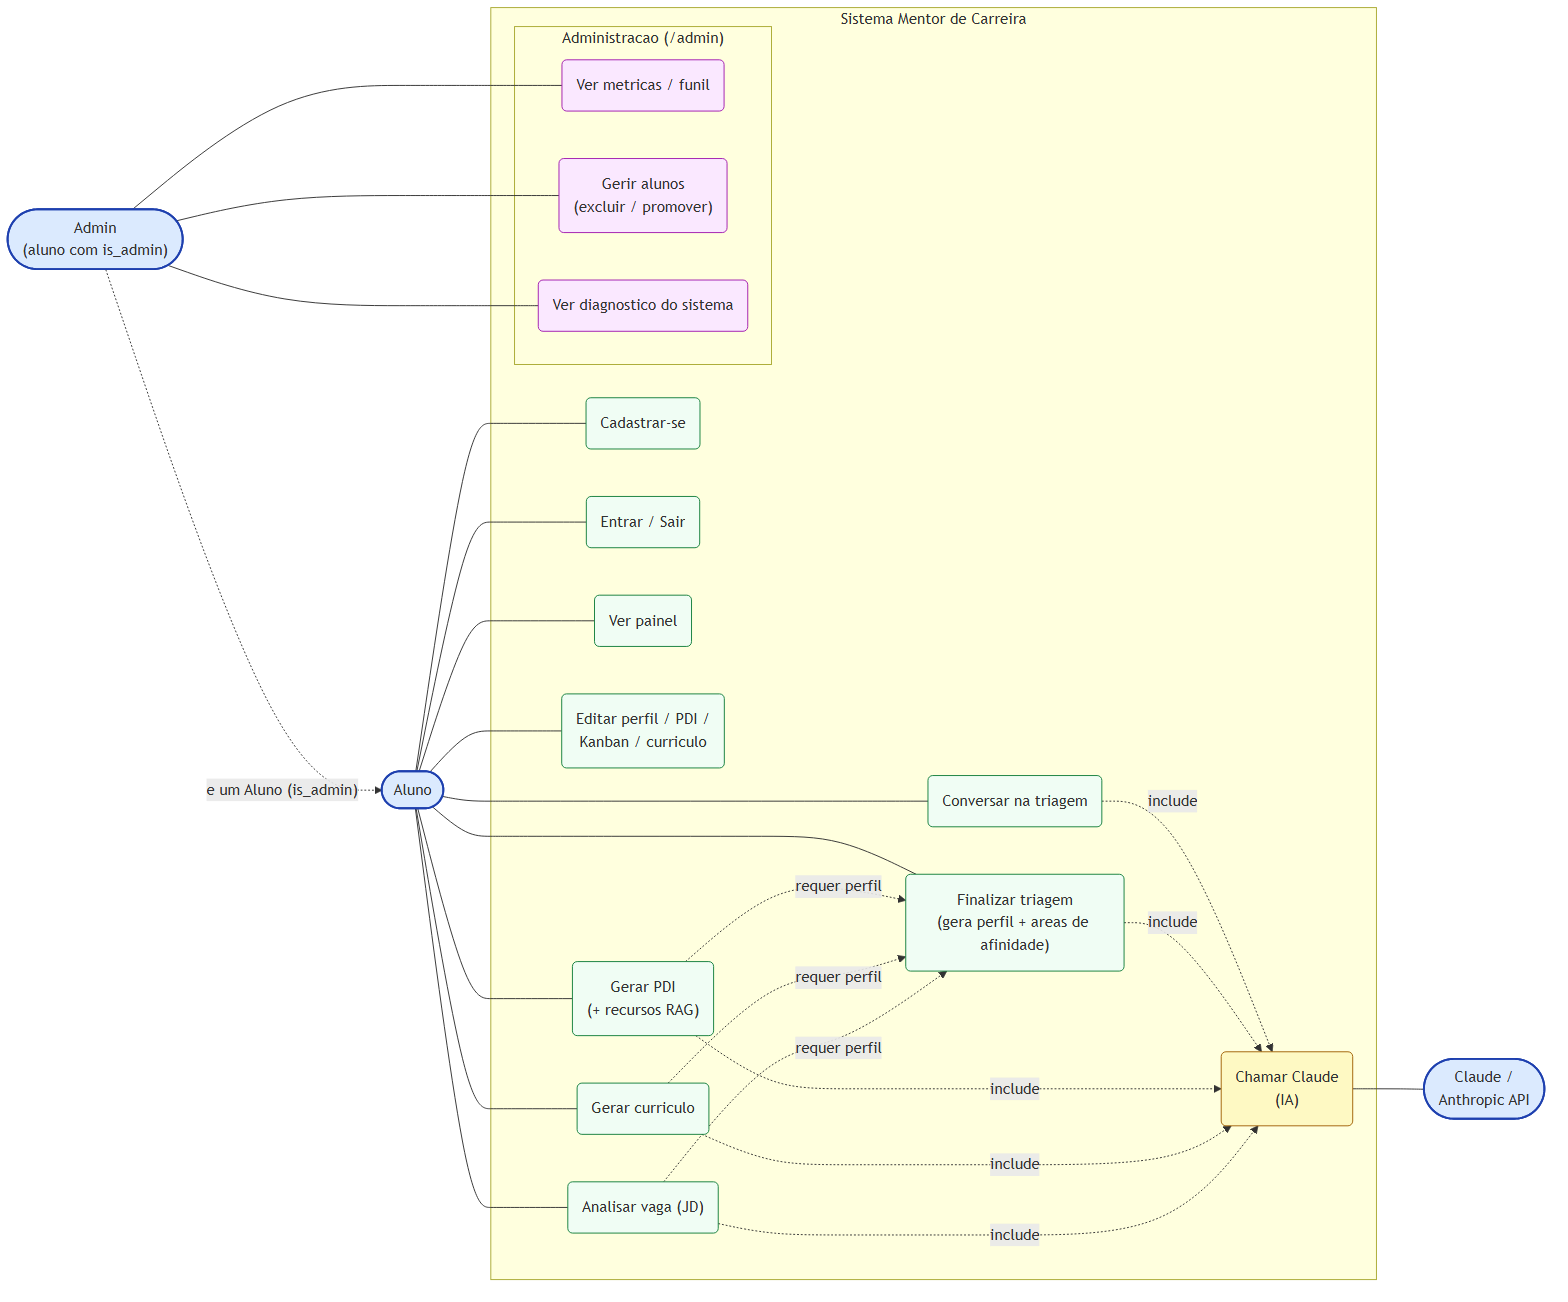 Sistema Mentor de Carreira
Administracao (/admin)
Ver metricas / funil
Gerir alunos
(excluir / promover)
Ver diagnostico do sistema
Admin
(aluno com is_admin)
Cadastrar-se
Entrar / Sair
Ver painel
Editar perfil / PDI /
Kanban / curriculo
e um Aluno (is_admin)
Aluno
Conversar na triagem
include
requer perfil
Finalizar triagem
(gera perfil + areas de
afinidade)
include
requer perfil
Gerar PDI
(+ recursos RAG)
requer perfil
include
Gerar curriculo
Chamar Claude
(IA)
Claude /
Anthropic API
include
Analisar vaga (JD)
include